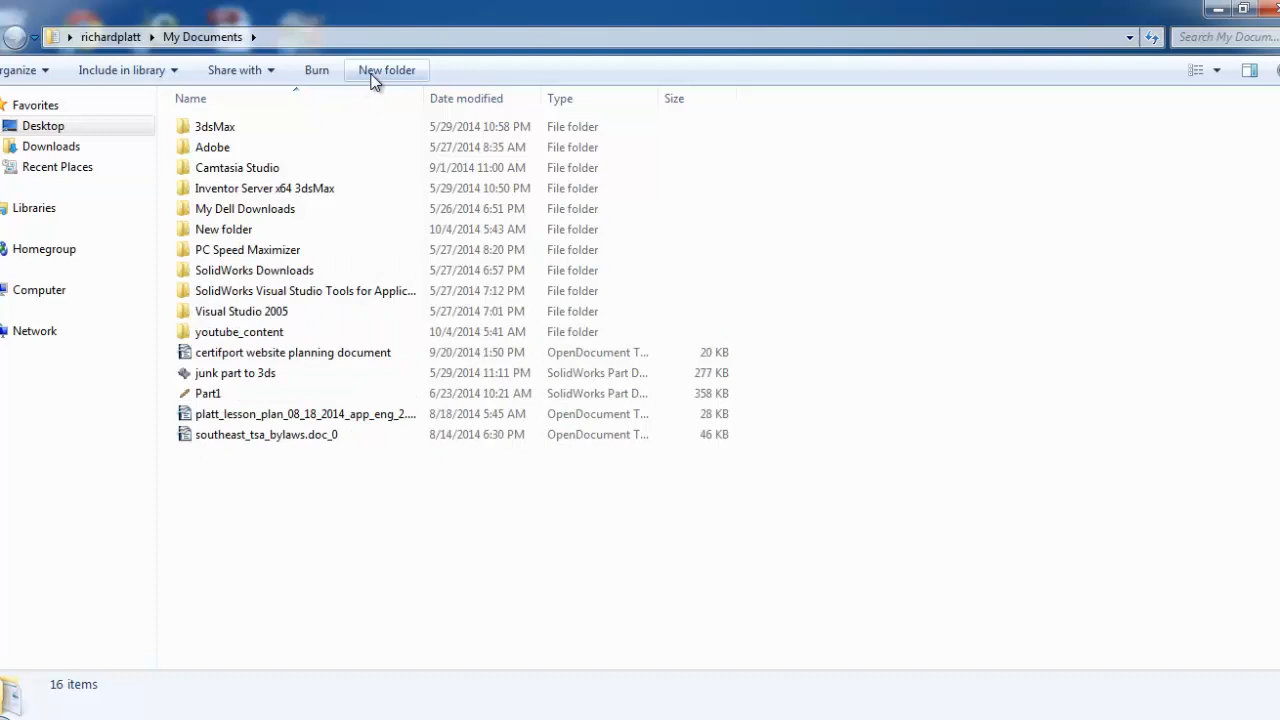 richardplatt My Documents Search My Docum...
rganize Include in library Share with Burn New folder
Name Date modified Type Size
Favorites
Desktop
Downloads
Recent Places
Libraries
Homegroup
Computer
Network
3dsMax 5/29/2014 10:58 PM File folder
Adobe 5/27/2014 8:35 AM File folder
Camtasia Studio 9/1/2014 11:00 AM File folder
Inventor Server x64 3dsMax 5/29/2014 10:50 PM File folder
My Dell Downloads 5/26/2014 6:51 PM File folder
New folder 10/4/2014 5:43 AM File folder
PC Speed Maximizer 5/27/2014 8:20 PM File folder
SolidWorks Downloads 5/27/2014 6:57 PM File folder
SolidWorks Visual Studio Tools for Applic... 5/27/2014 7:12 PM File folder
Visual Studio 2005 5/27/2014 7:01 PM File folder
youtube_content 10/4/2014 5:41 AM File folder
certifport website planning document 9/20/2014 1:50 PM OpenDocument T... 20 KB
junk part to 3ds 5/29/2014 11:11 PM SolidWorks Part D... 277 KB
Part1 6/23/2014 10:21 AM SolidWorks Part D... 358 KB
platt_lesson_plan_08_18_2014_app_eng_2.... 8/18/2014 5:45 AM OpenDocument T... 28 KB
southeast_tsa_bylaws.doc_0 8/14/2014 6:30 PM OpenDocument T... 46 KB
16 items